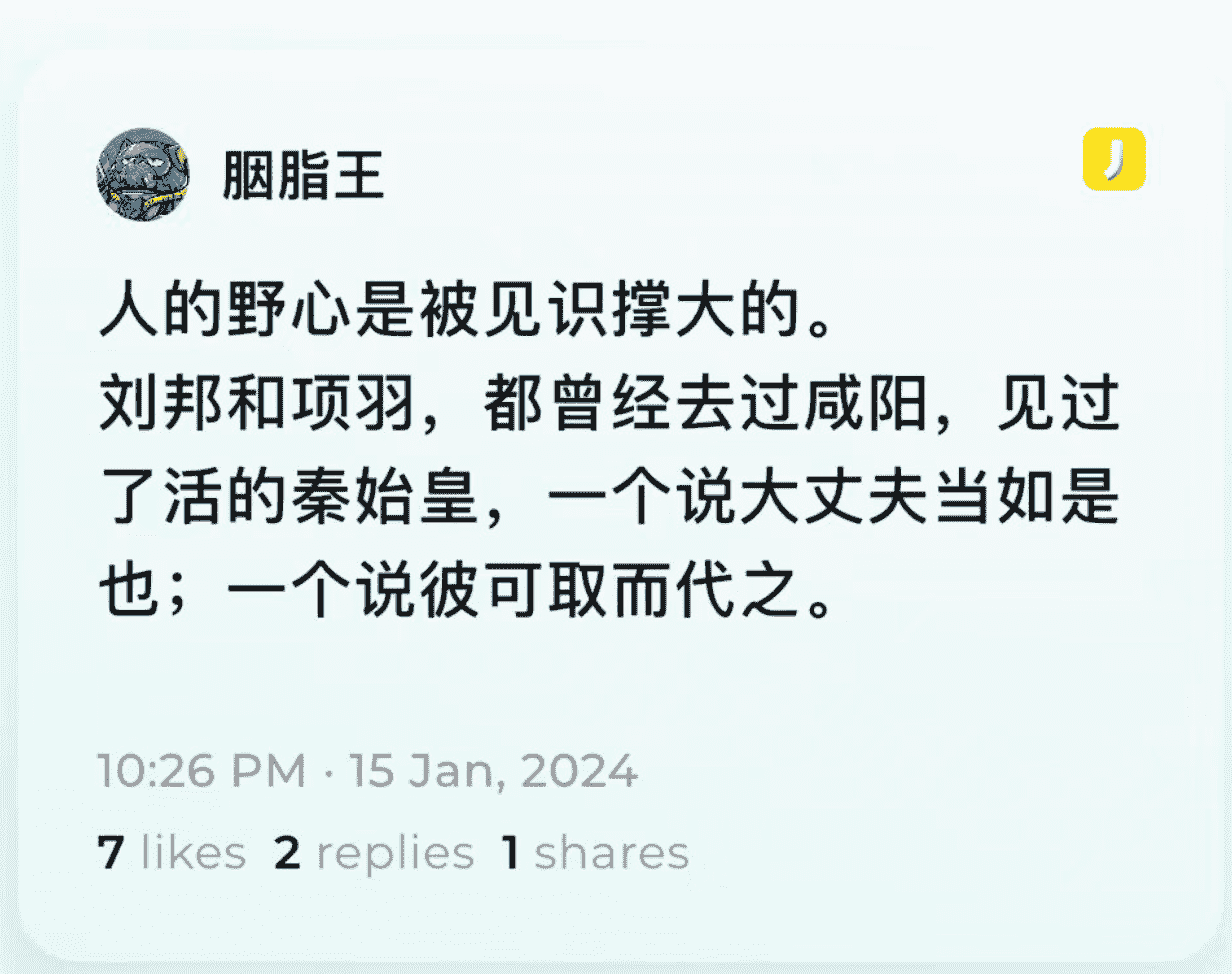 胭脂王
人的野心是被见识撑大的。
刘邦和项羽，都曾经去过咸阳，见过
了活的秦始皇，一个说大丈夫当如是
也；一个说彼可取而代之。
10:26 PM · 15 Jan, 2024
7 likes 2 replies 1 shares